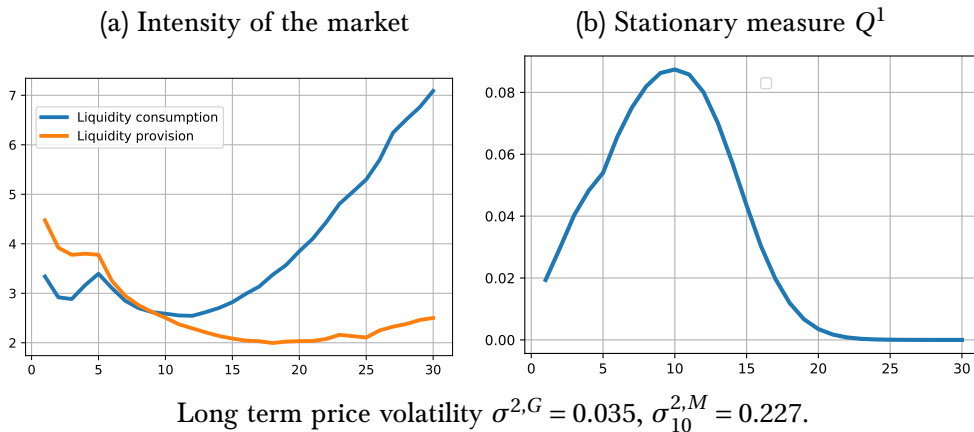 (a) Intensity of the market
(b) Stationary measure Q¹
7
6
5
4
3
2
Liquidity consumption
Liquidity provision
0 5 10 15 20 25 30
0.08
0.06
0.04
0.02
0.00
0 5 10 15 20 25 30
Long term price volatility σ^{2,G} = 0.035, σ_{10}^{2,M} = 0.227.